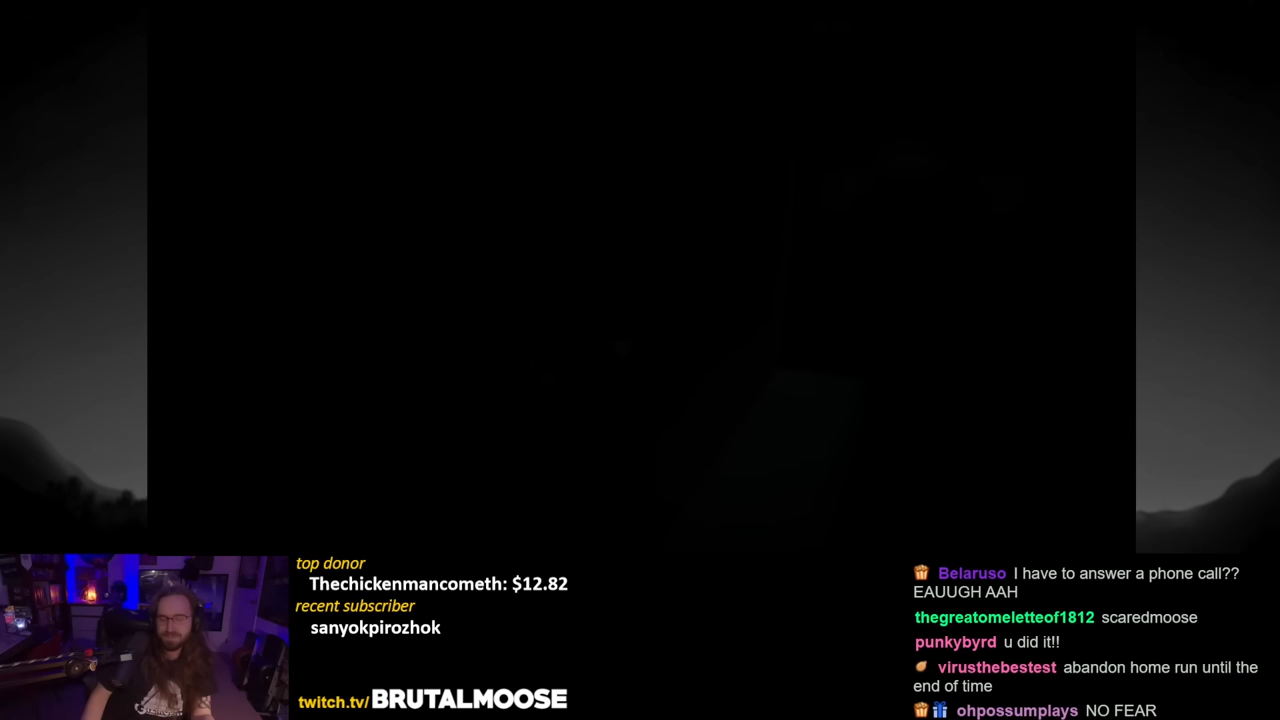 top donor
Thechickenmancometh: $12.82
recent subscriber
sanyokpirozhok
twitch.tv/BRUTALMOOSE
Belaruso I have to answer a phone call??
EAUUGH AAH
thegreatomeletteof1812 scaredmoose
punkybyrd u did it!!
virusthebestest abandon home run until the
end of time
ohpossumplays NO FEAR